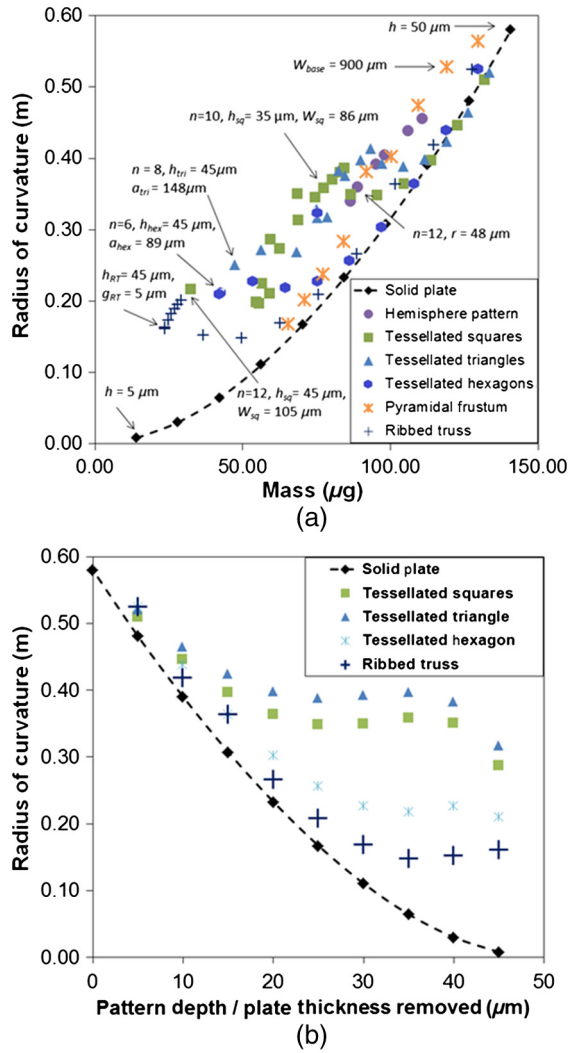 (a)
0.60
0.50
0.40
0.30
0.20
0.10
0.00
Radius of curvature (m)
h = 50 µm
W_base = 900 µm
n=10, h_sq= 35 µm, W_sq = 86 µm
n = 8, h_tri = 45µm
a_tri = 148µm
n=6, h_hex= 45 µm,
a_hex = 89 µm
h_RT= 45 µm,
g_RT = 5 µm
n=12, r = 48 µm
h = 5 µm
n=12, h_sq= 45 µm,
W_sq = 105 µm
Solid plate
Hemisphere pattern
Tessellated squares
Tessellated triangles
Tessellated hexagons
Pyramidal frustum
Ribbed truss
0.00 50.00 100.00 150.00
Mass (µg)
(a)
0.60
0.50
0.40
0.30
0.20
0.10
0.00
Radius of curvature (m)
Solid plate
Tessellated squares
Tessellated triangle
Tessellated hexagon
Ribbed truss
0 10 20 30 40 50
Pattern depth / plate thickness removed (µm)
(b)